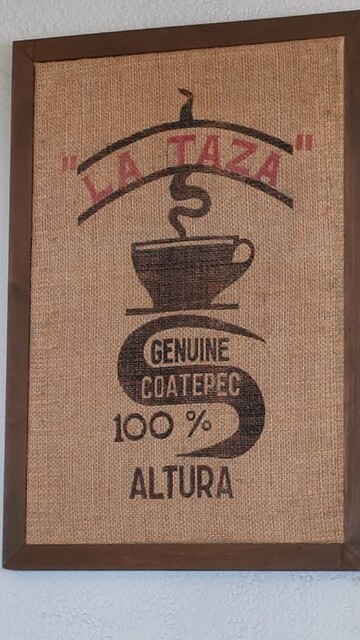 "LA TAZA"
GENUINE
COATEPEC
100 %
ALTURA